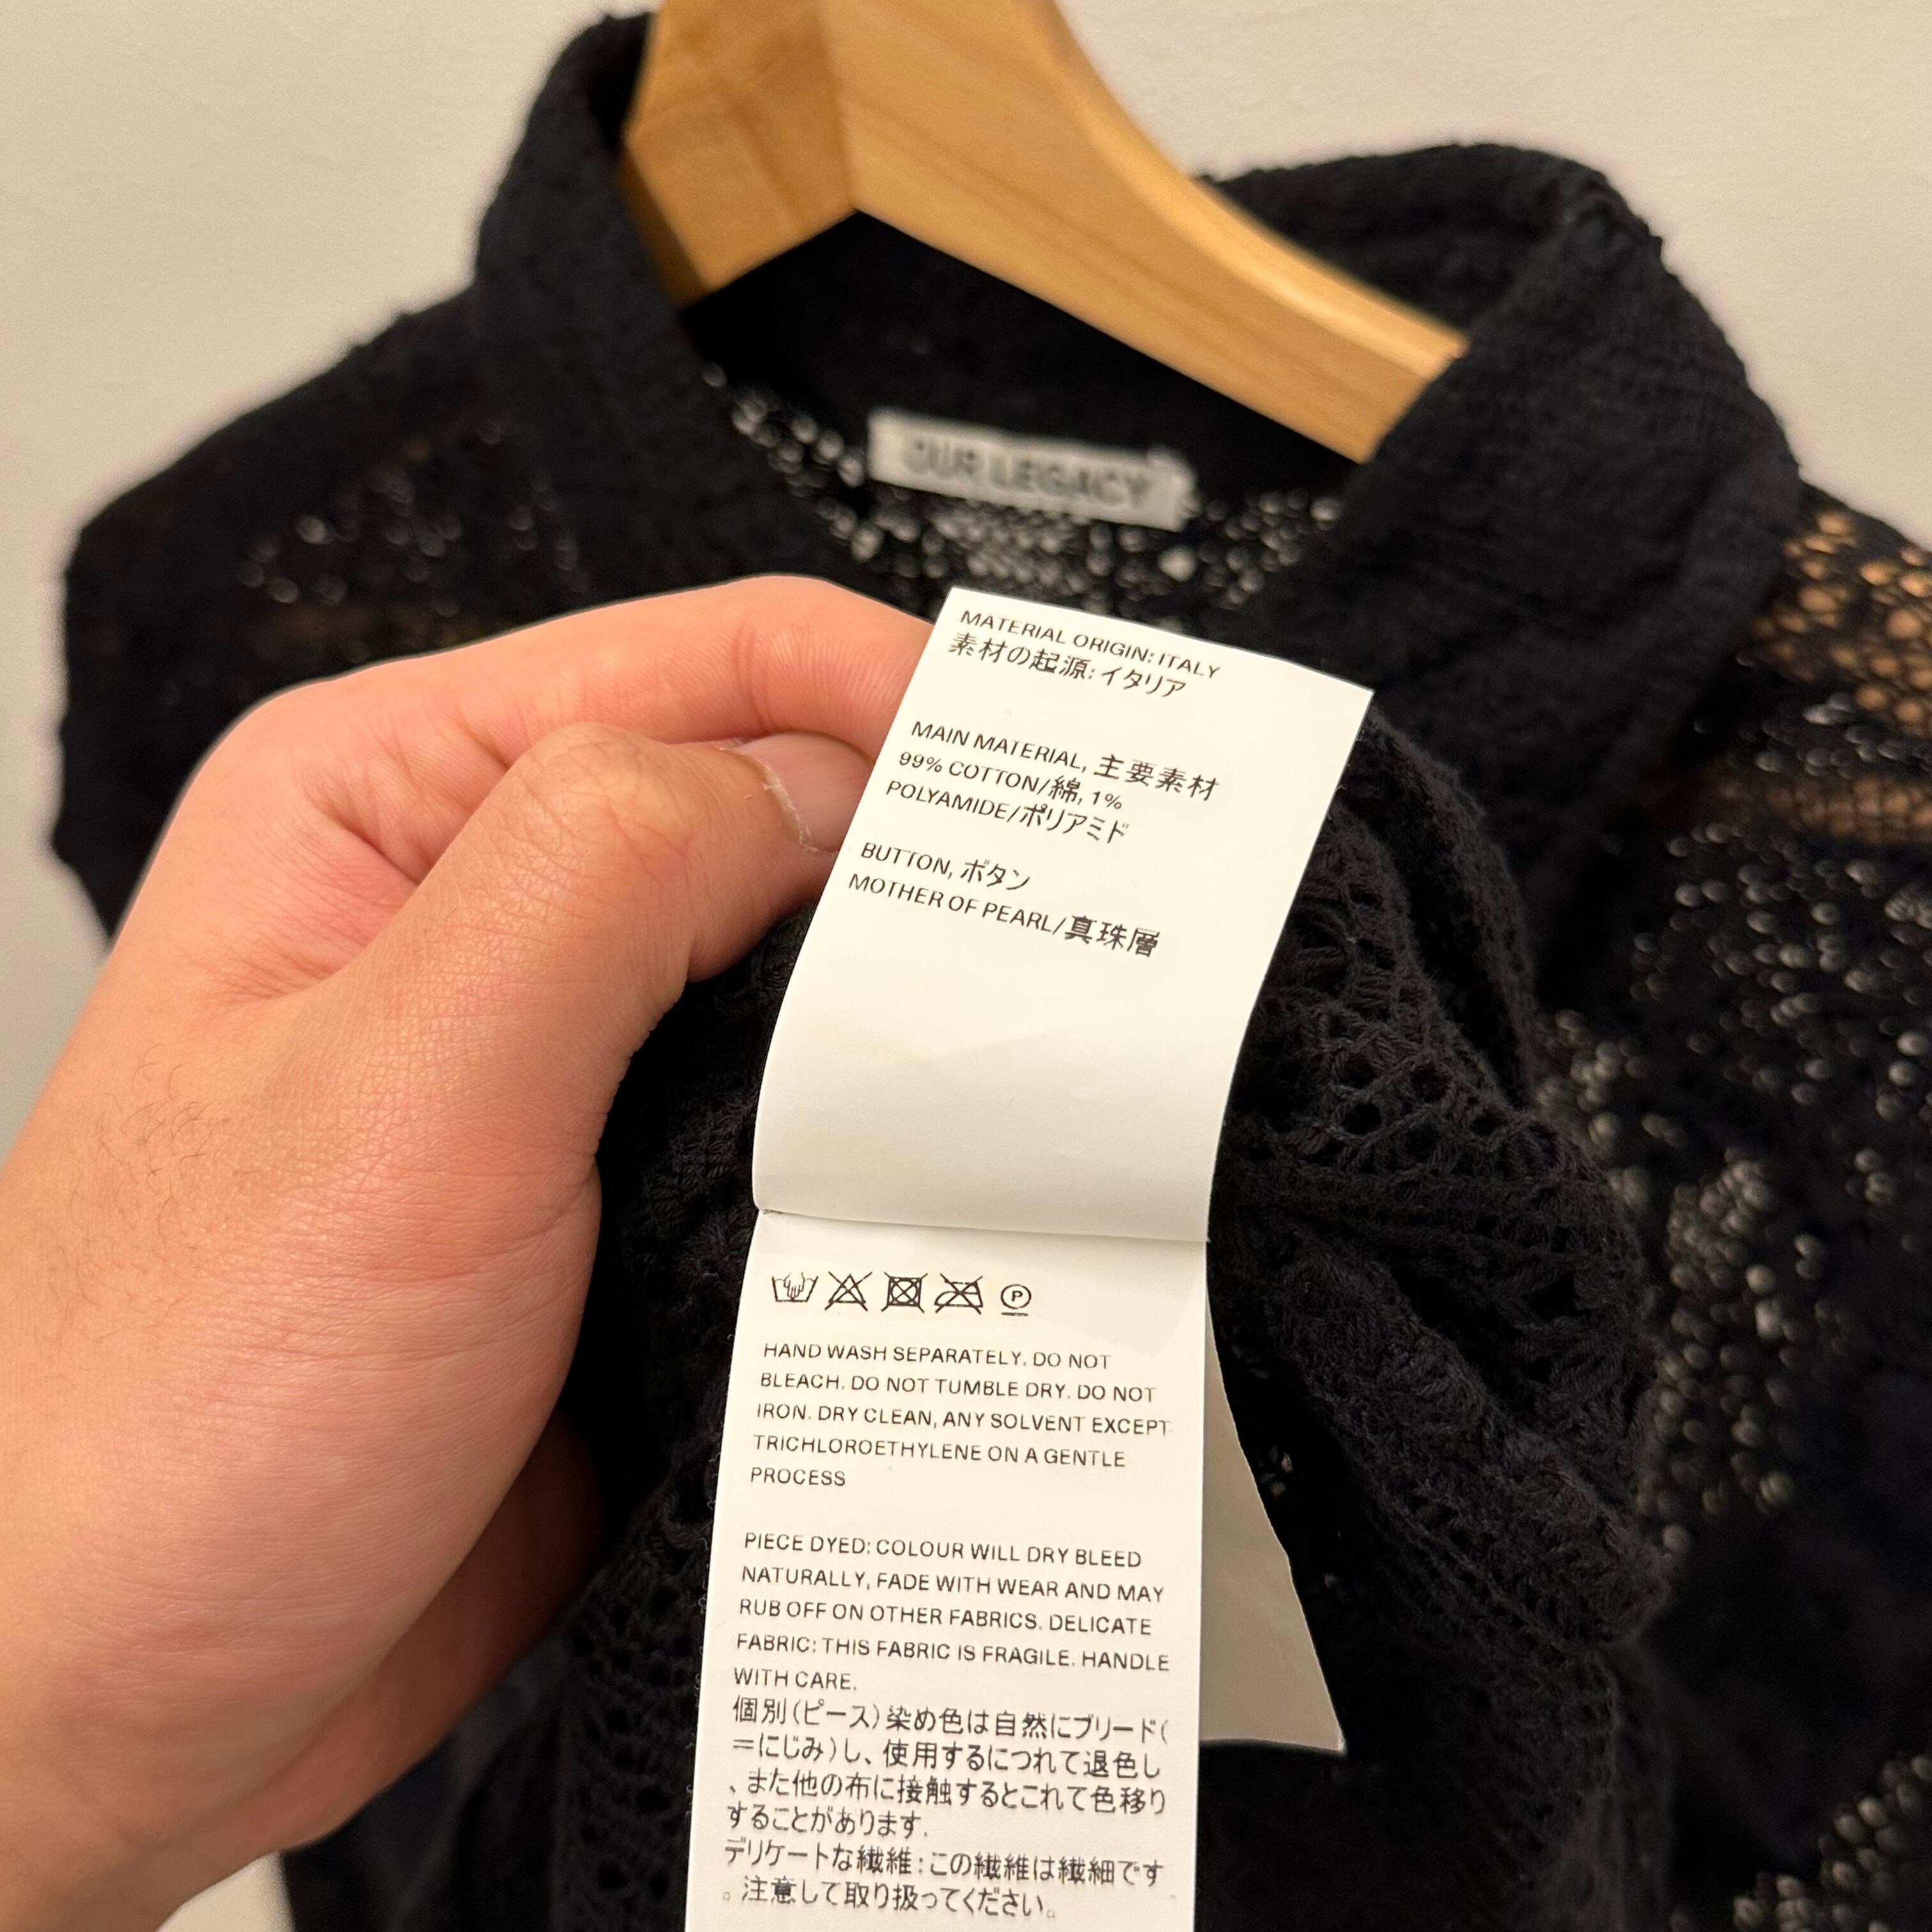 OUR LEGACY
MATERIAL ORIGIN: ITALY
素材の起源: イタリア
MAIN MATERIAL, 主要素材
99% COTTON/綿, 1%
POLYAMIDE/ポリアミド
BUTTON, ボタン
MOTHER OF PEARL/真珠層
P
HAND WASH SEPARATELY. DO NOT
BLEACH. DO NOT TUMBLE DRY. DO NOT
IRON. DRY CLEAN, ANY SOLVENT EXCEPT
TRICHLOROETHYLENE ON A GENTLE
PROCESS
PIECE DYED: COLOUR WILL DRY BLEED
NATURALLY, FADE WITH WEAR AND MAY
RUB OFF ON OTHER FABRICS. DELICATE
FABRIC: THIS FABRIC IS FRAGILE. HANDLE
WITH CARE.
個別(ピース)染め色は自然にブリード(
=にじみ)し、使用するにつれて退色し
、また他の布に接触するとこれて色移り
することがあります.
デリケートな繊維:この繊維は繊細です
。注意して取り扱ってください。